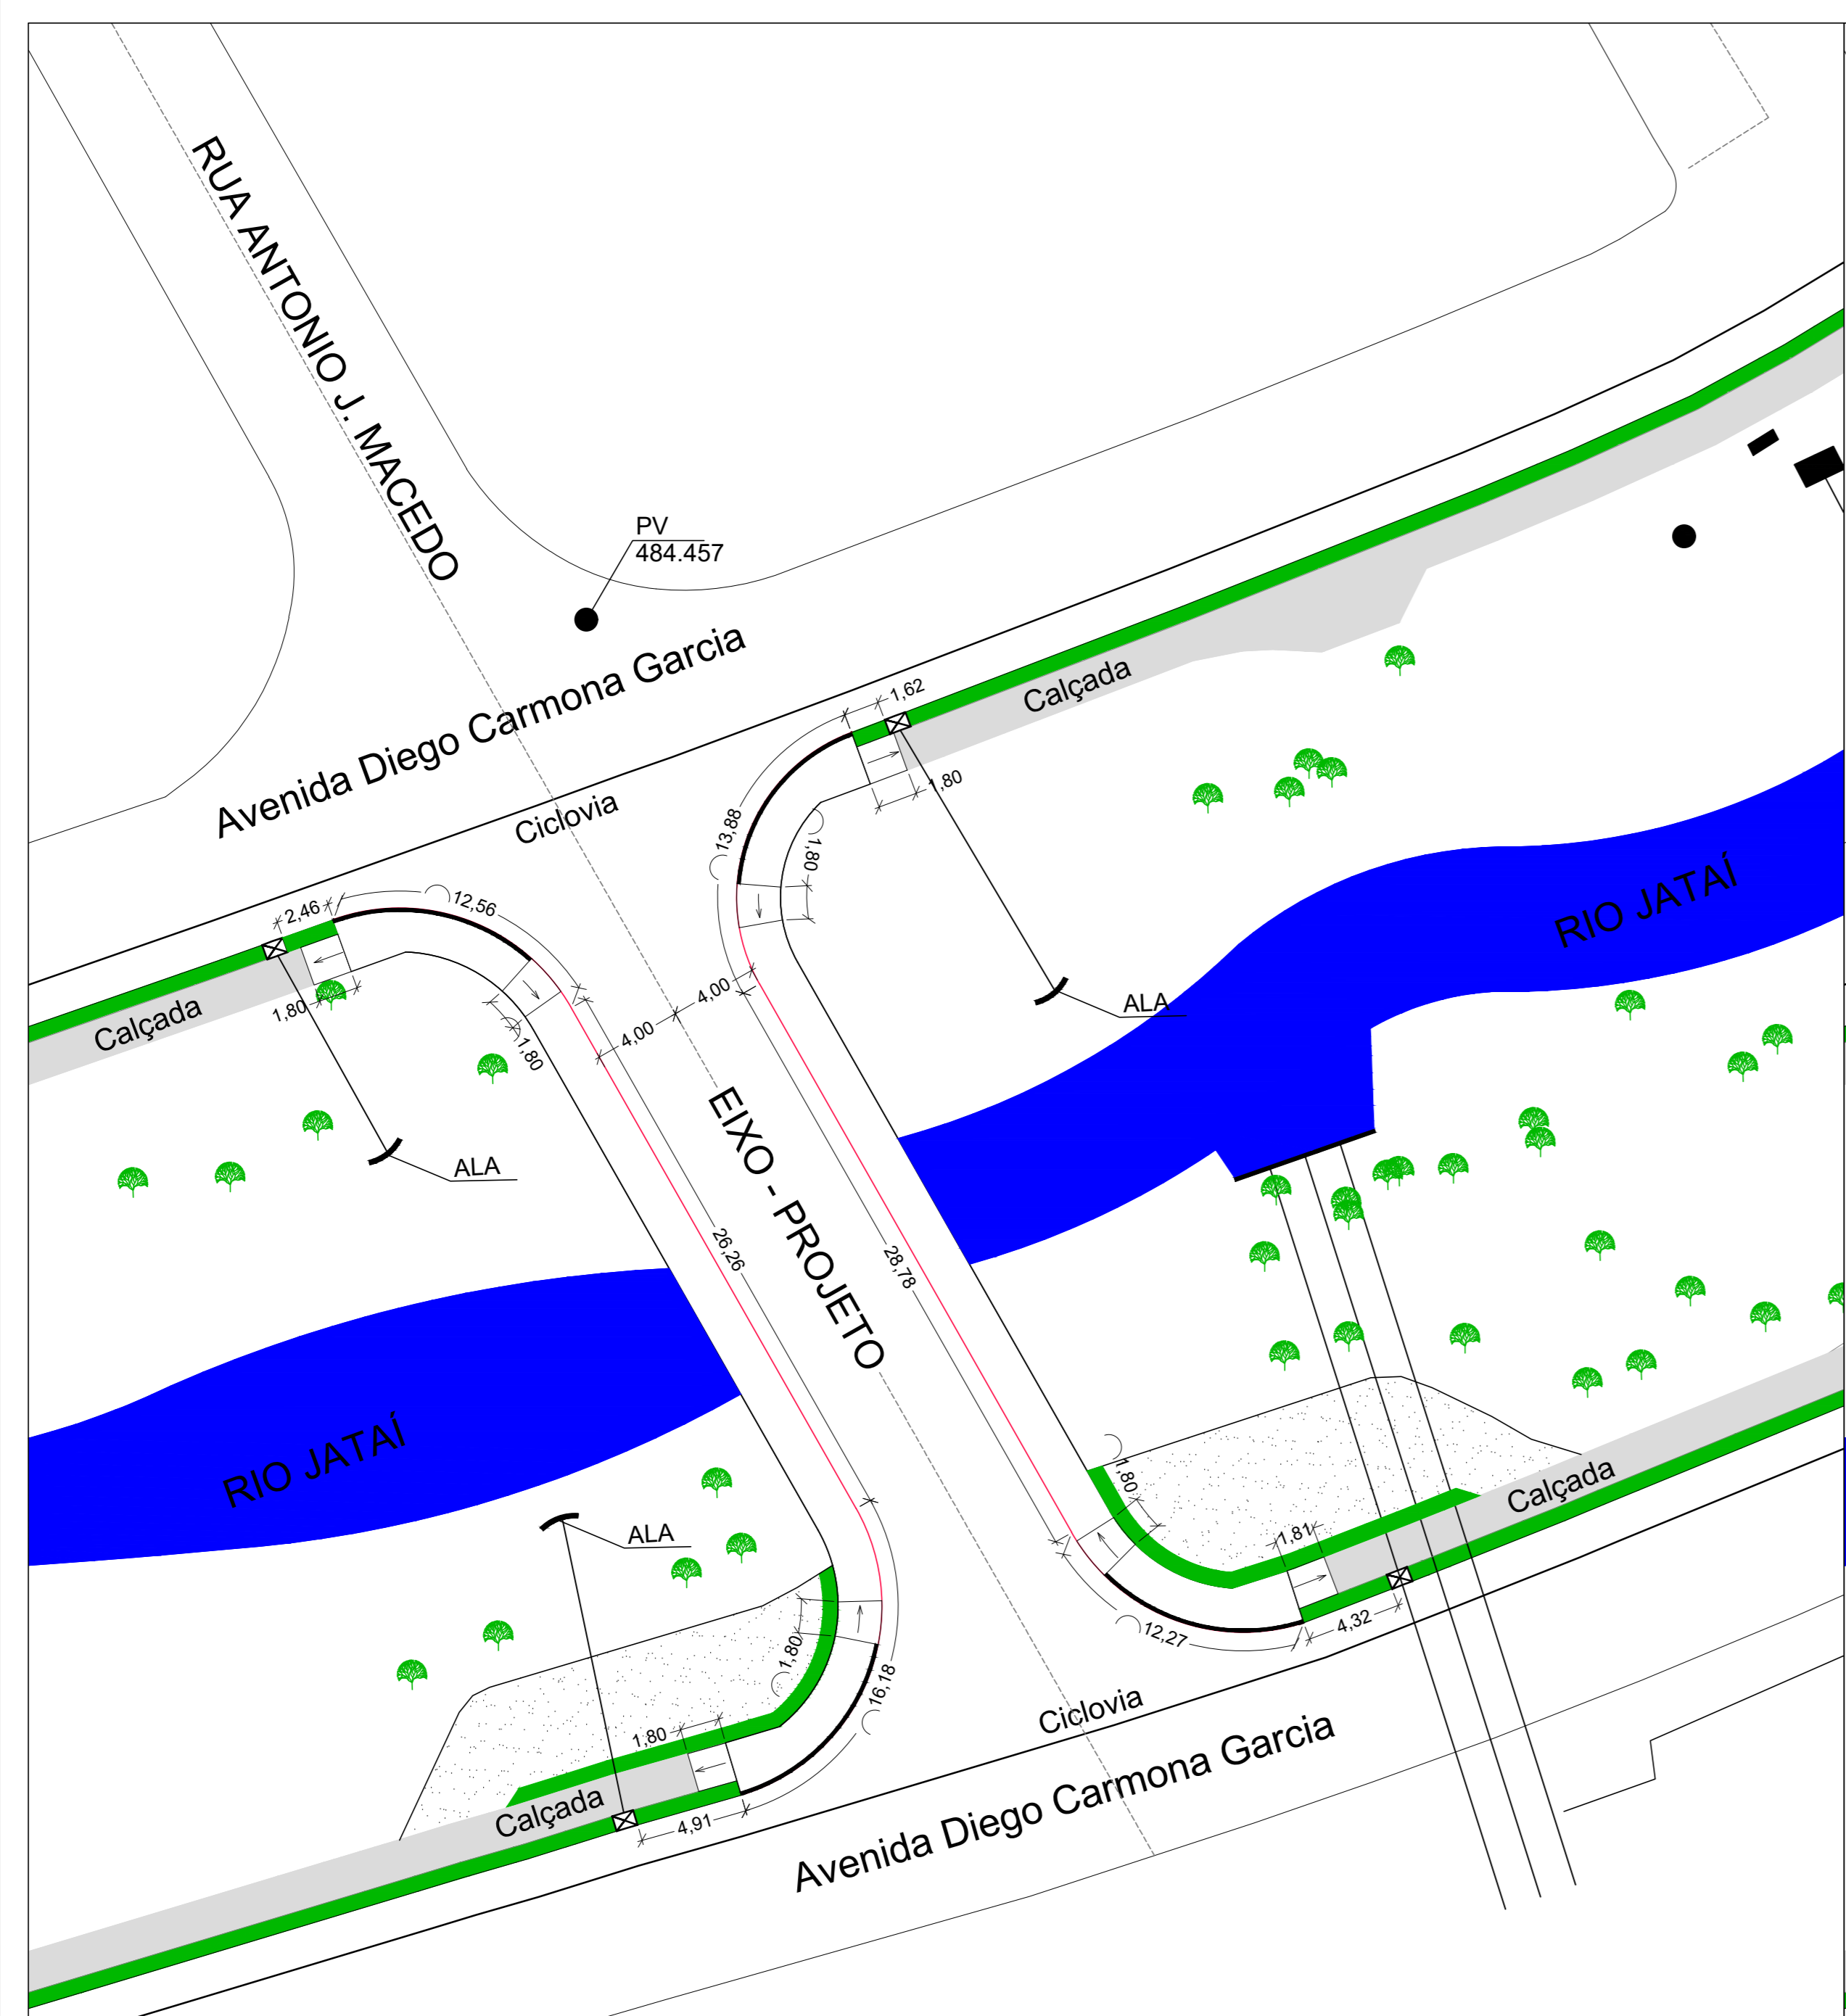 RUA ANTONIO J. MACEDO
PV
484.457
Avenida Diego Carmona Garcia
Ciclovia
1,62
Calçada
1,80
13,88
1,80
RIO JATAÍ
2,46
12,56
1,80
Calçada
1,80
4,00
4,00
ALA
ALA
EIXO - PROJETO
26,26
28,78
RIO JATAÍ
ALA
1,80
1,81
Calçada
4,32
12,27
1,80
16,18
1,80
Calçada
4,91
Ciclovia
Avenida Diego Carmona Garcia